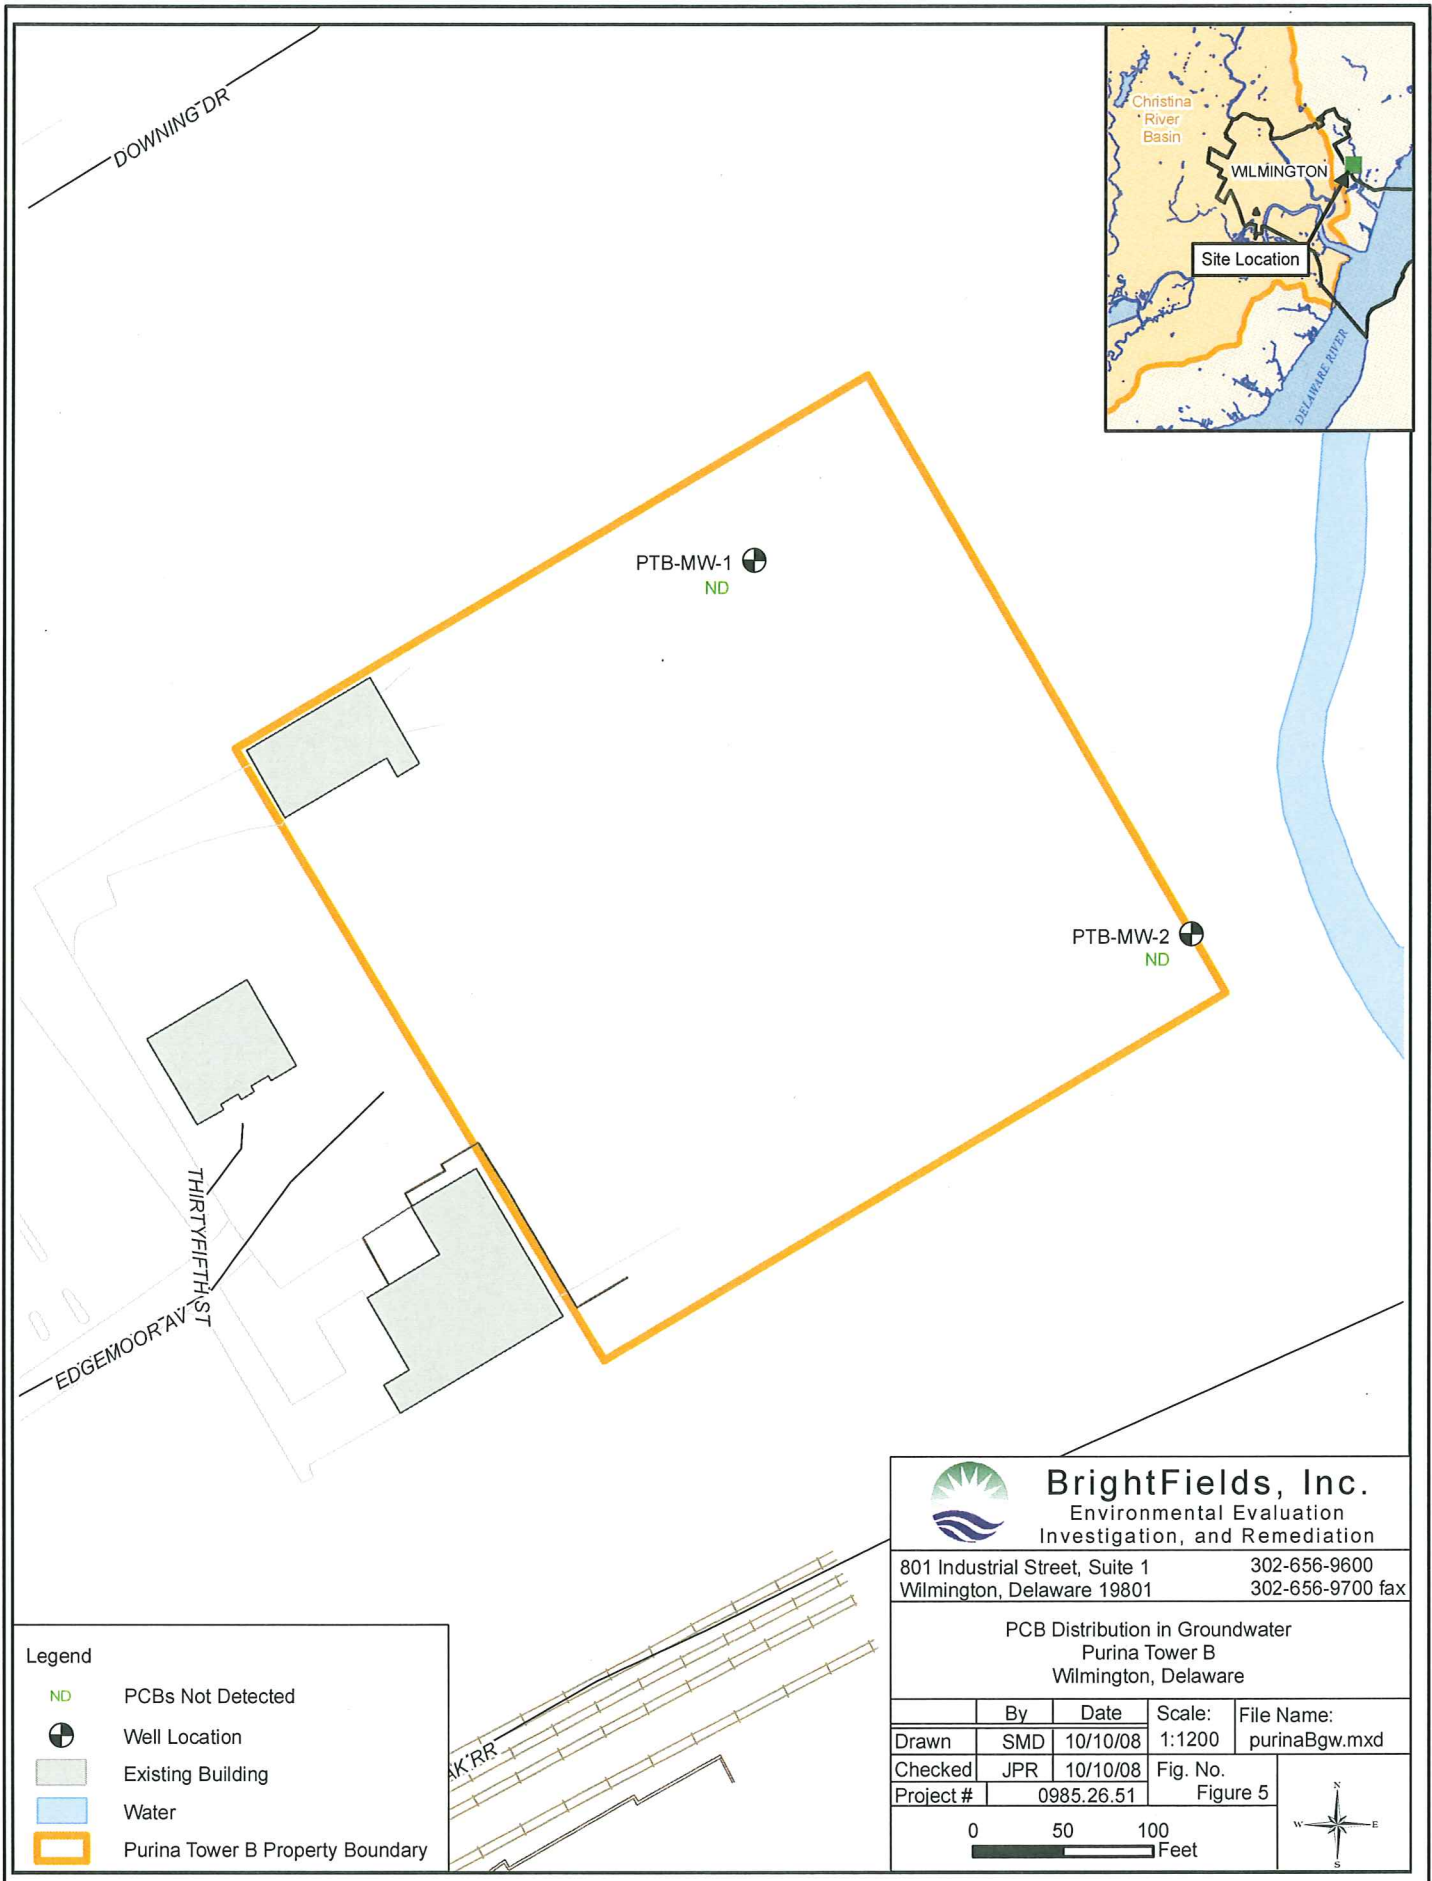 DOWNING DR
Christina
River
Basin
WILMINGTON
Site Location
DELAWARE RIVER
PTB-MW-1
ND
PTB-MW-2
ND
THIRTYFIFTH ST
EDGEMOOR AV
AK RR
BrightFields, Inc.
Environmental Evaluation
Investigation, and Remediation
801 Industrial Street, Suite 1 302-656-9600
Wilmington, Delaware 19801 302-656-9700 fax
PCB Distribution in Groundwater
Purina Tower B
Wilmington, Delaware
By Date Scale: File Name:
Drawn SMD 10/10/08 1:1200 purinaBgw.mxd
Checked JPR 10/10/08 Fig. No.
Project # 0985.26.51 Figure 5
0 50 100
Feet
N
W E
S
Legend
ND PCBs Not Detected
Well Location
Existing Building
Water
Purina Tower B Property Boundary